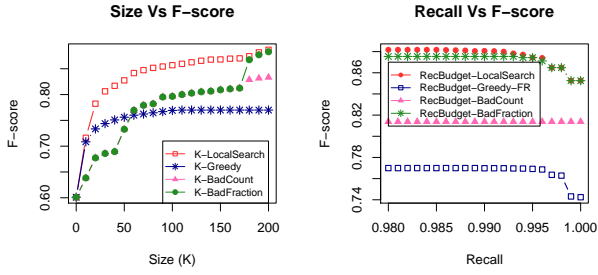 Size Vs F−score
F−score
0.60
0.70
0.80
0
50
100
150
200
Size (K)
K−LocalSearch
K−Greedy
K−BadCount
K−BadFraction
Recall Vs F−score
F−score
0.74
0.78
0.82
0.86
0.980
0.985
0.990
0.995
1.000
Recall
RecBudget−LocalSearch
RecBudget−Greedy−FR
RecBudget−BadCount
RecBudget−BadFraction